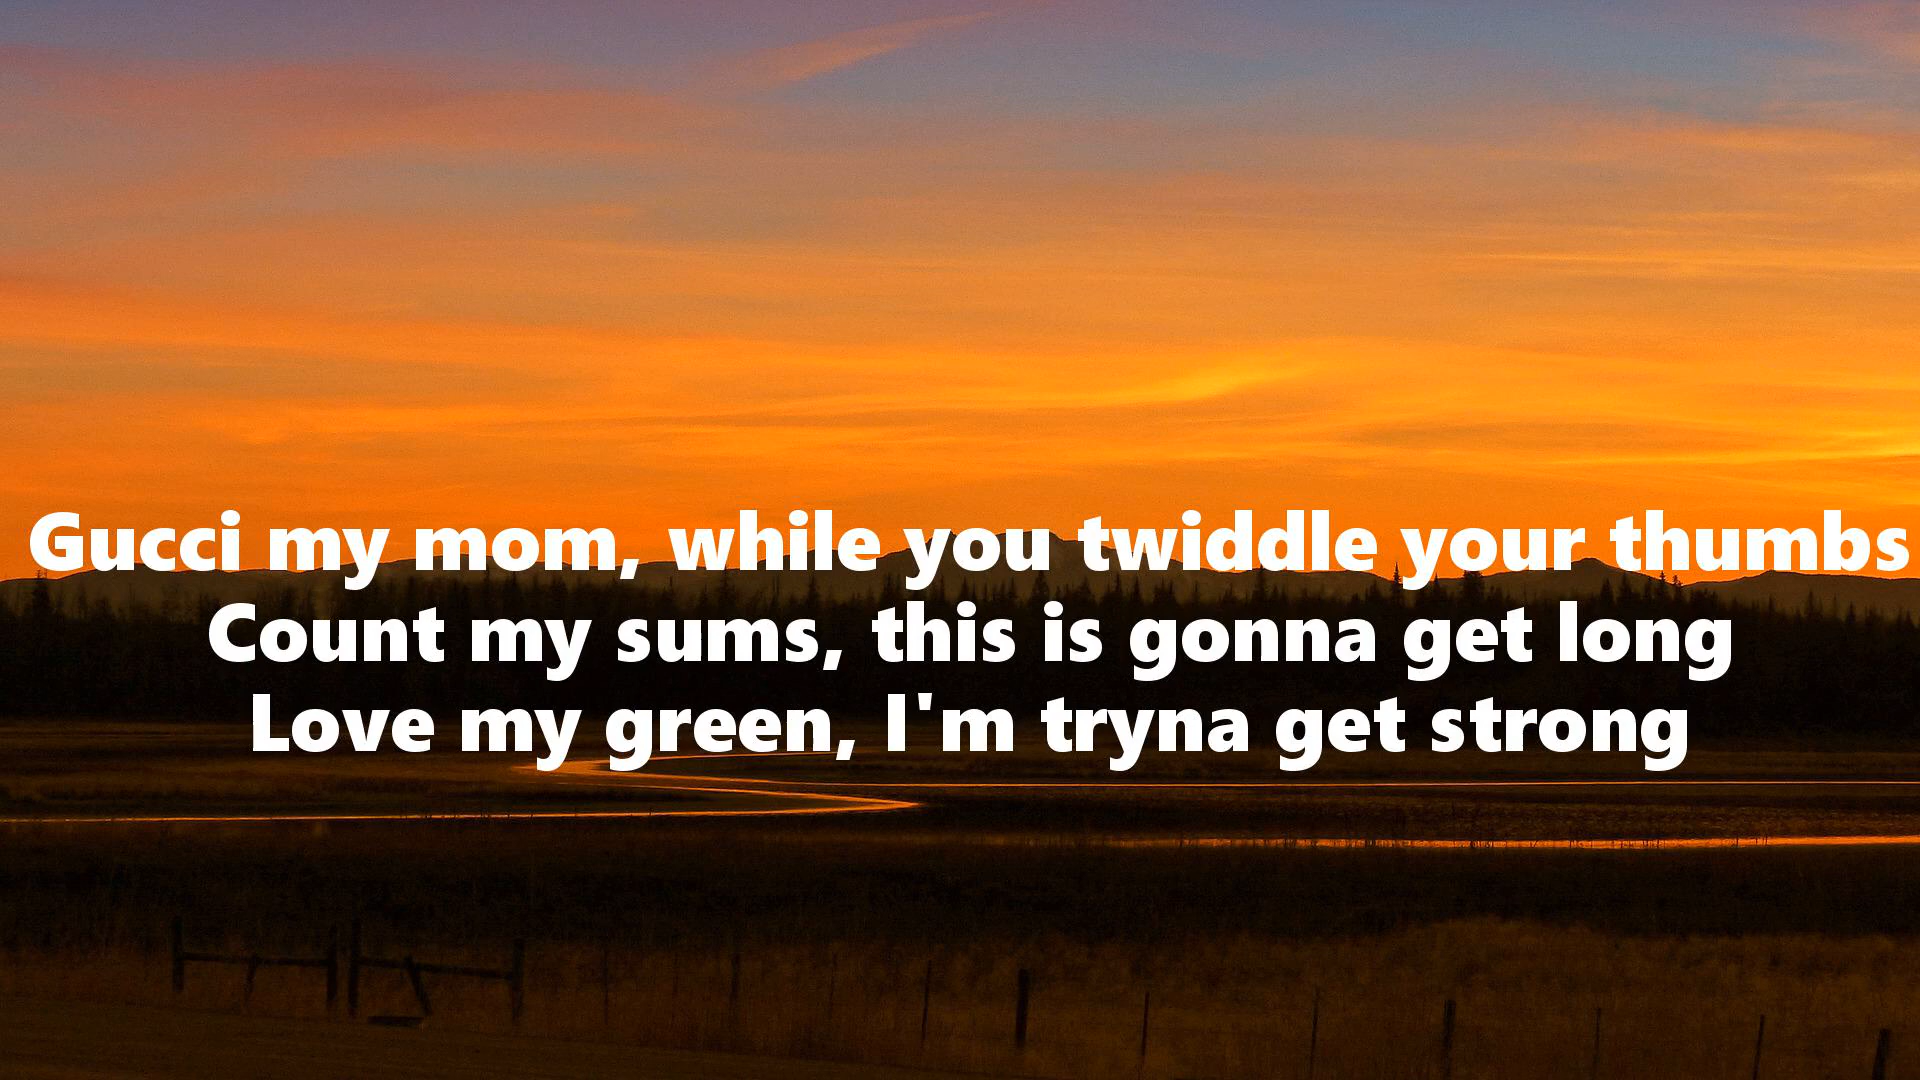 Gucci my mom, while you twiddle your thumbs
Count my sums, this is gonna get long
Love my green, I'm tryna get strong